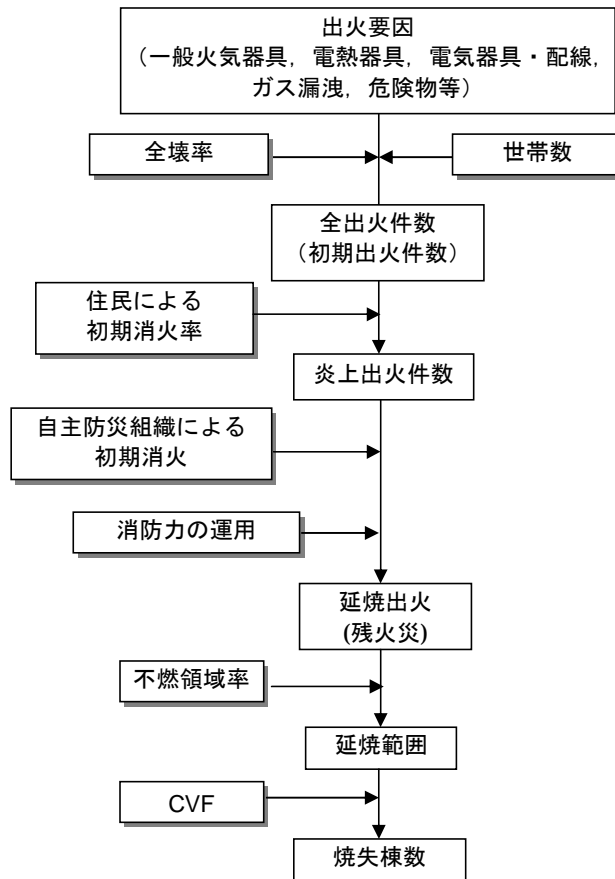 出火要因
(一般火気器具,電熱器具,電気器具・配線,
ガス漏洩,危険物等)
全壊率
世帯数
全出火件数
(初期出火件数)
住民による
初期消火率
炎上出火件数
自主防災組織による
初期消火
消防力の運用
延焼出火
(残火災)
不燃領域率
延焼範囲
CVF
焼失棟数